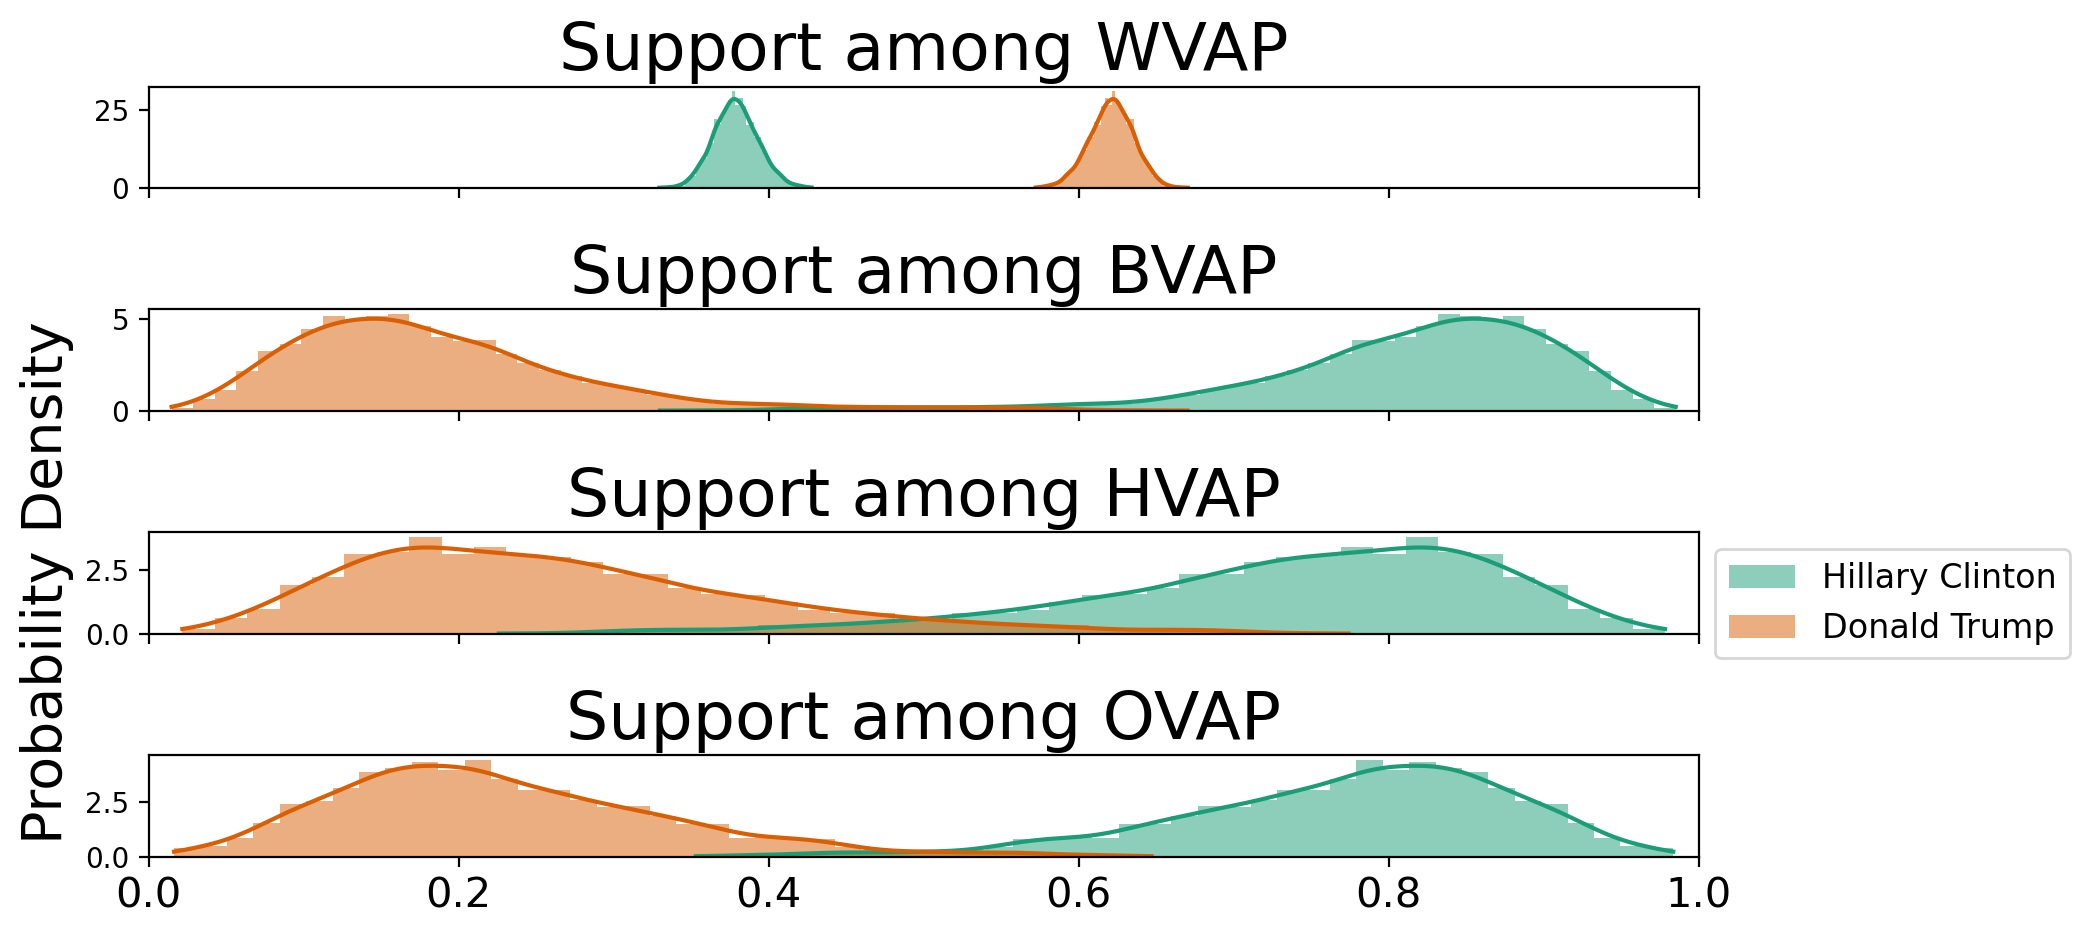 Support among WVAP
25
0
Support among BVAP
5
0
Support among HVAP
2.5
0.0
Support among OVAP
2.5
0.0
0.0 0.2 0.4 0.6 0.8 1.0
Probability Density
Hillary Clinton
Donald Trump